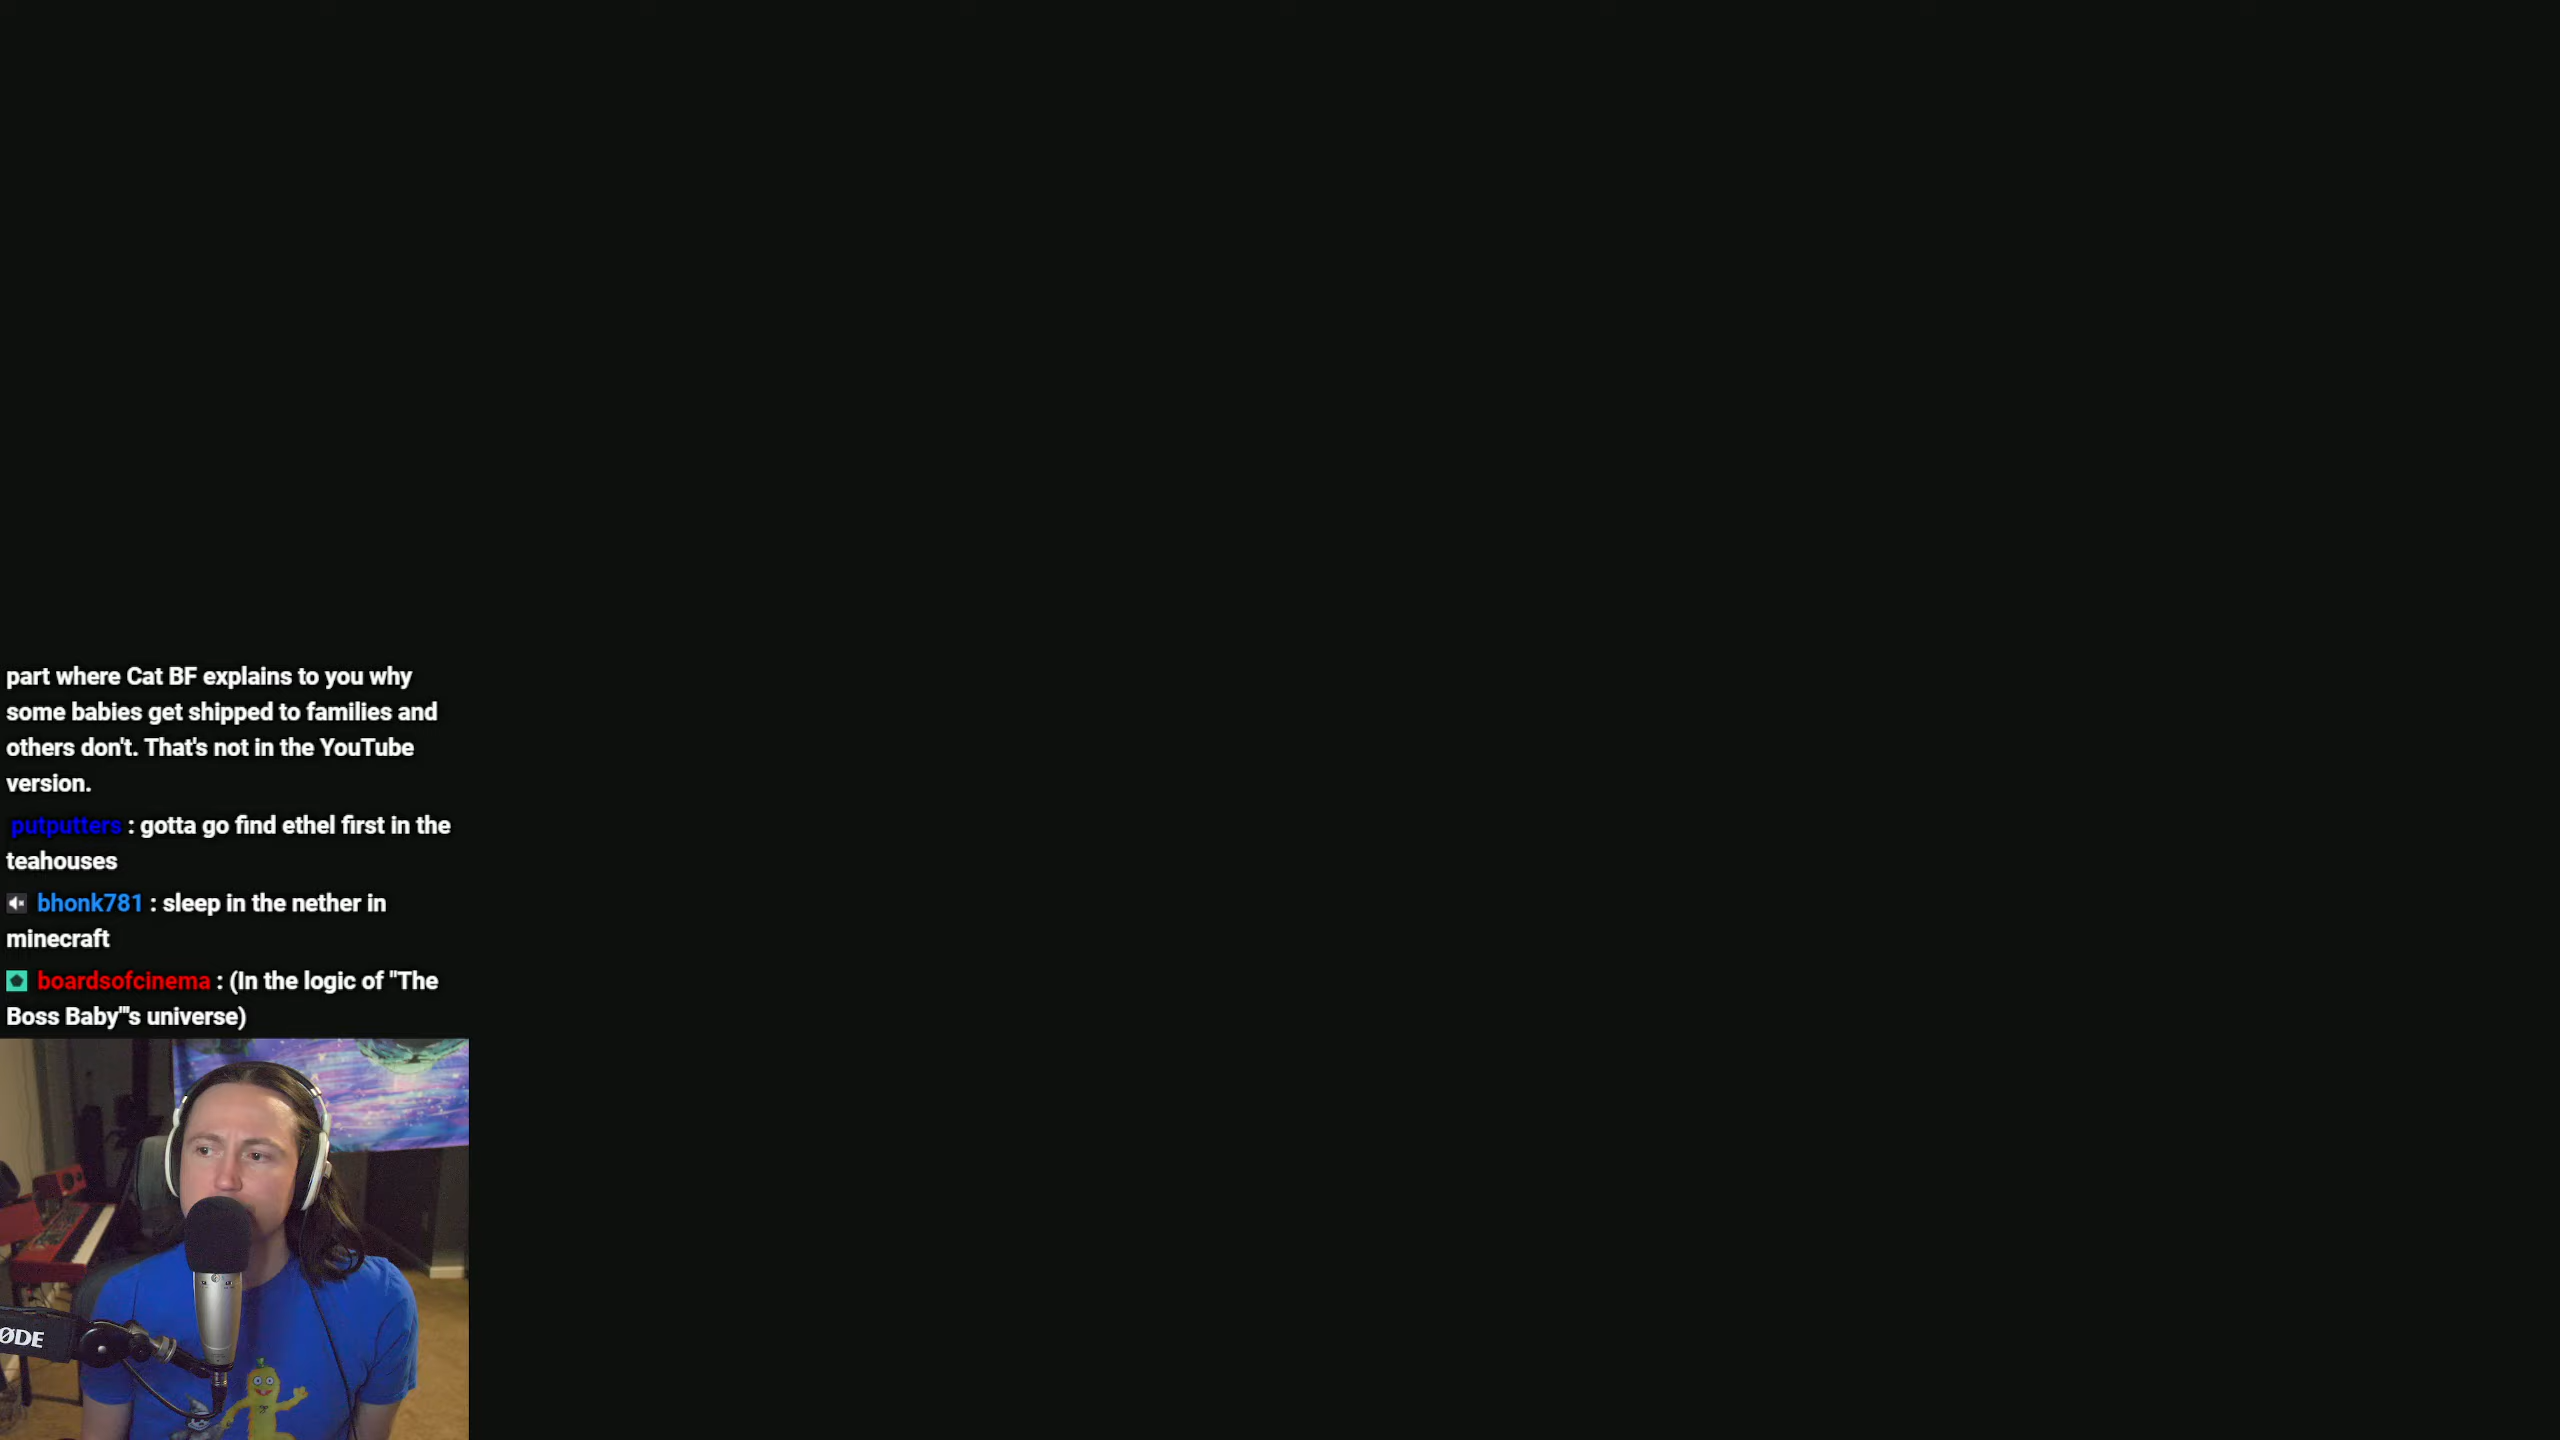 part where Cat BF explains to you why
some babies get shipped to families and
others don't. That's not in the YouTube
version.
putputters : gotta go find ethel first in the
teahouses
bhonk781 : sleep in the nether in
minecraft
boardsofcinema : (In the logic of "The
Boss Baby"'s universe)
ØDE